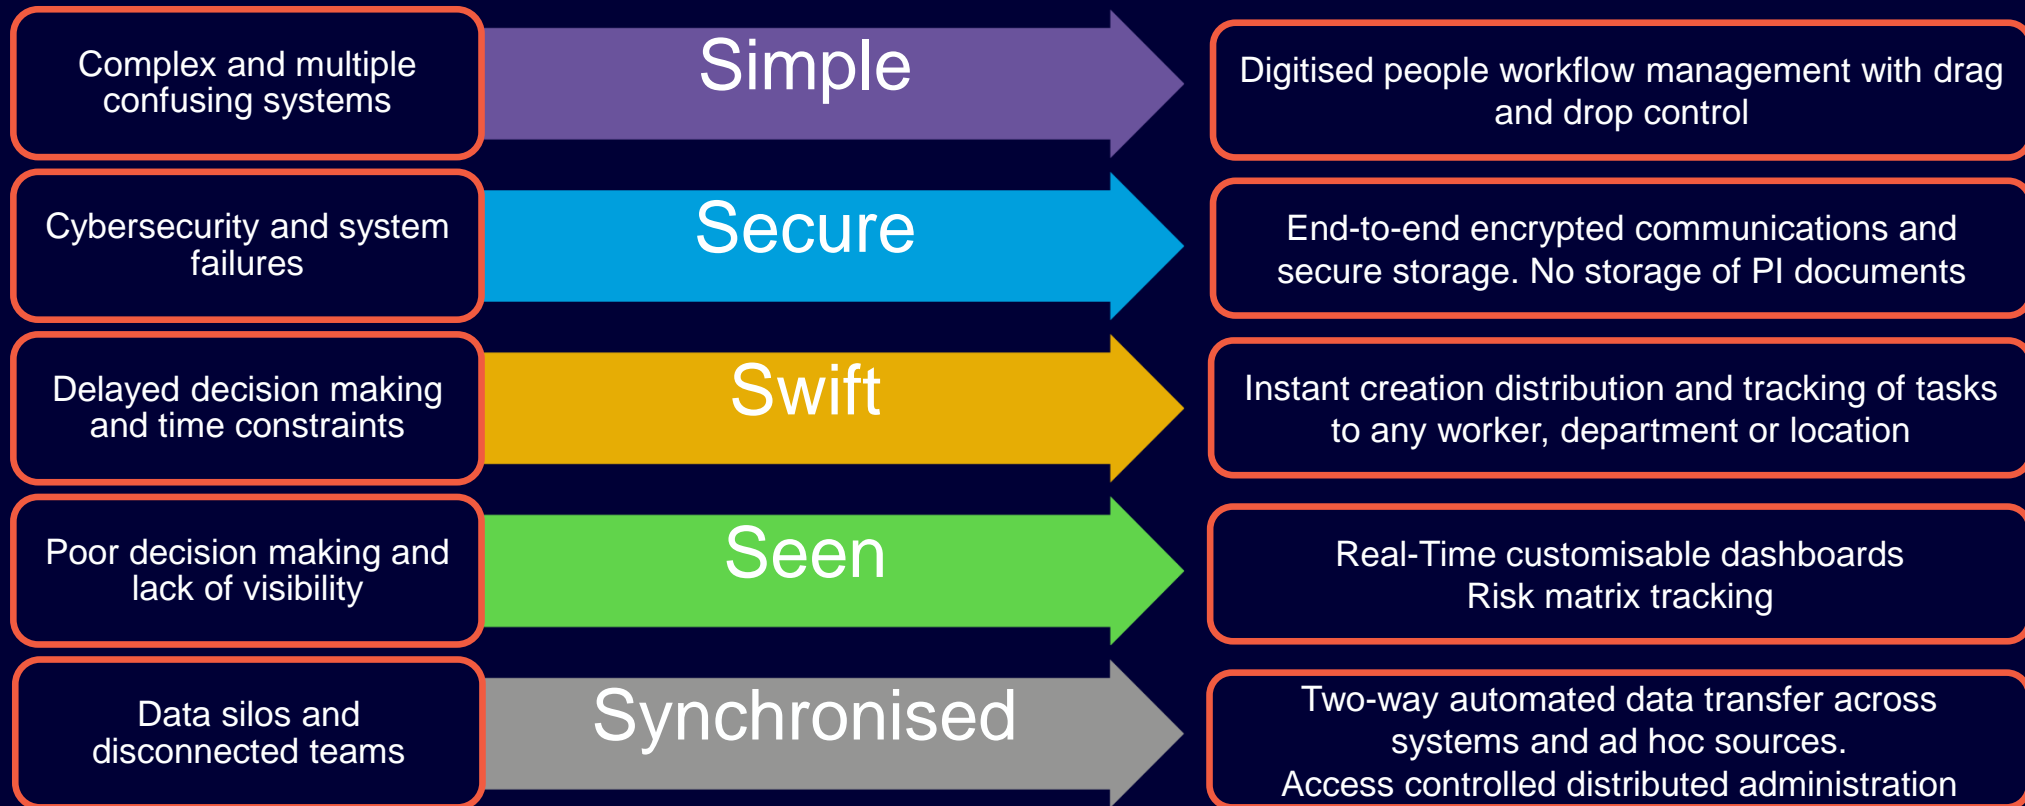 Complex and multiple
confusing systems
Simple
Digitised people workflow management with drag
and drop control
Cybersecurity and system
failures
Secure
End-to-end encrypted communications and
secure storage. No storage of PI documents
Delayed decision making
and time constraints
Swift
Instant creation distribution and tracking of tasks
to any worker, department or location
Poor decision making and
lack of visibility
Seen
Real-Time customisable dashboards
Risk matrix tracking
Data silos and
disconnected teams
Synchronised
Two-way automated data transfer across
systems and ad hoc sources.
Access controlled distributed administration